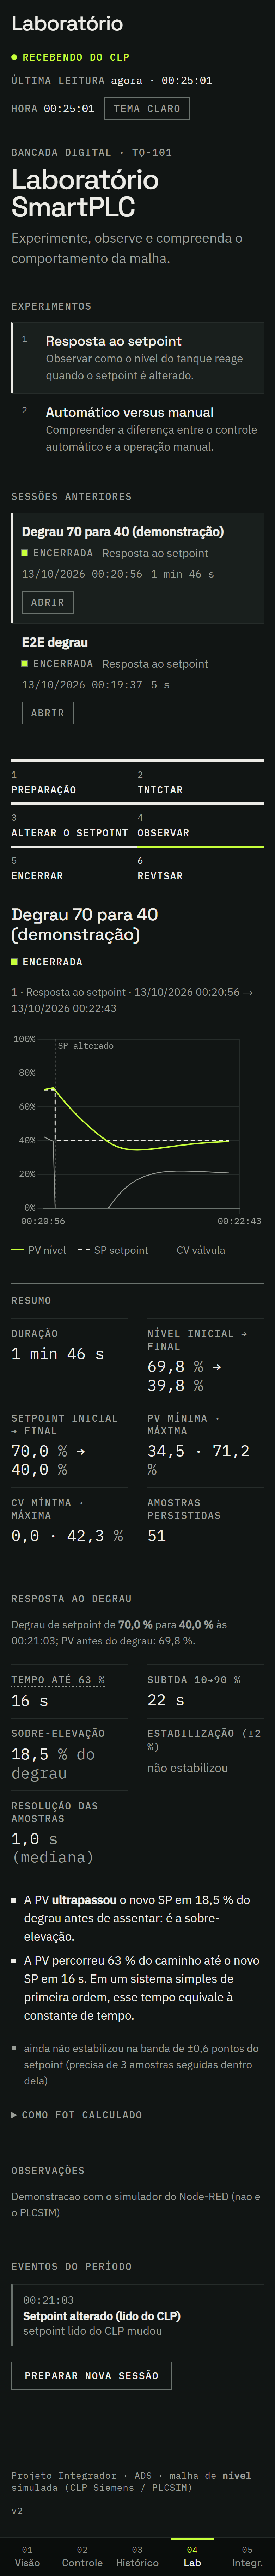 Laboratório
RECEBENDO DO CLP
ÚLTIMA LEITURA agora · 00:25:01
HORA 00:25:01 TEMA CLARO
BANCADA DIGITAL · TQ-101
Laboratório
SmartPLC
Experimente, observe e compreenda o
comportamento da malha.
EXPERIMENTOS
1 Resposta ao setpoint
Observar como o nível do tanque reage
quando o setpoint é alterado.
2 Automático versus manual
Compreender a diferença entre o controle
automático e a operação manual.
SESSÕES ANTERIORES
Degrau 70 para 40 (demonstração)
ENCERRADA Resposta ao setpoint
13/10/2026 00:20:56 1 min 46 s
ABRIR
E2E degrau
ENCERRADA Resposta ao setpoint
13/10/2026 00:19:37 5 s
ABRIR
1 2
PREPARAÇÃO INICIAR
3 4
ALTERAR O SETPOINT OBSERVAR
5 6
ENCERRAR REVISAR
Degrau 70 para 40
(demonstração)
ENCERRADA
1 · Resposta ao setpoint · 13/10/2026 00:20:56 →
13/10/2026 00:22:43
100%
SP alterado
80%
60%
40%
20%
0%
00:20:56 00:22:43
PV nível SP setpoint CV válvula
RESUMO
DURAÇÃO
1 min 46 s
NÍVEL INICIAL →
FINAL
69,8 % →
39,8 %
SETPOINT INICIAL
→ FINAL
70,0 % →
40,0 %
PV MÍNIMA ·
MÁXIMA
34,5 · 71,2
%
CV MÍNIMA ·
MÁXIMA
0,0 · 42,3 %
AMOSTRAS
PERSISTIDAS
51
RESPOSTA AO DEGRAU
Degrau de setpoint de 70,0 % para 40,0 % às
00:21:03; PV antes do degrau: 69,8 %.
TEMPO ATÉ 63 %
16 s
SUBIDA 10→90 %
22 s
SOBRE-ELEVAÇÃO
18,5 % do
degrau
ESTABILIZAÇÃO (±2
%)
não estabilizou
RESOLUÇÃO DAS
AMOSTRAS
1,0 s
(mediana)
A PV ultrapassou o novo SP em 18,5 % do
degrau antes de assentar: é a sobre-
elevação.
A PV percorreu 63 % do caminho até o novo
SP em 16 s. Em um sistema simples de
primeira ordem, esse tempo equivale à
constante de tempo.
ainda não estabilizou na banda de ±0,6 pontos do
setpoint (precisa de 3 amostras seguidas dentro
dela)
COMO FOI CALCULADO
OBSERVAÇÕES
Demonstracao com o simulador do Node-RED (nao e
o PLCSIM)
EVENTOS DO PERÍODO
00:21:03
Setpoint alterado (lido do CLP)
setpoint lido do CLP mudou
PREPARAR NOVA SESSÃO
Projeto Integrador · ADS · malha de nível
simulada (CLP Siemens / PLCSIM)
v2
01 02 03 04 05
Visão Controle Histórico Lab Integr.